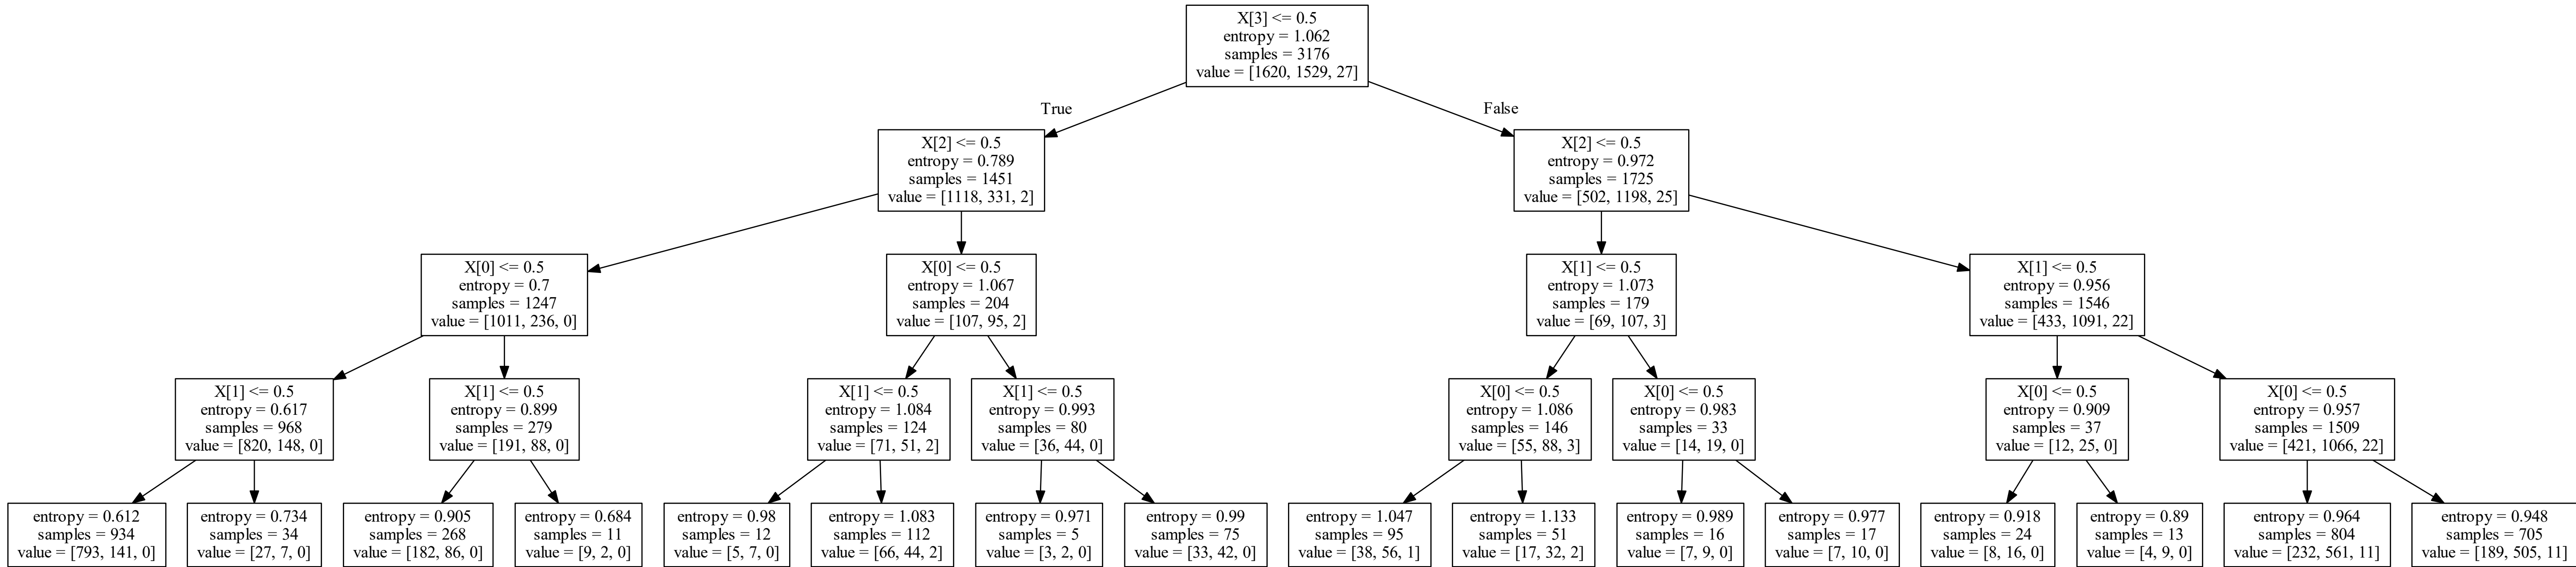 X[3] <= 0.5
entropy = 1.062
samples = 3176
value = [1620, 1529, 27]
True
False
X[2] <= 0.5
entropy = 0.789
samples = 1451
value = [1118, 331, 2]
X[2] <= 0.5
entropy = 0.972
samples = 1725
value = [502, 1198, 25]
X[0] <= 0.5
entropy = 0.7
samples = 1247
value = [1011, 236, 0]
X[0] <= 0.5
entropy = 1.067
samples = 204
value = [107, 95, 2]
X[1] <= 0.5
entropy = 1.073
samples = 179
value = [69, 107, 3]
X[1] <= 0.5
entropy = 0.956
samples = 1546
value = [433, 1091, 22]
X[1] <= 0.5
entropy = 0.617
samples = 968
value = [820, 148, 0]
X[1] <= 0.5
entropy = 0.899
samples = 279
value = [191, 88, 0]
X[1] <= 0.5
entropy = 1.084
samples = 124
value = [71, 51, 2]
X[1] <= 0.5
entropy = 0.993
samples = 80
value = [36, 44, 0]
X[0] <= 0.5
entropy = 1.086
samples = 146
value = [55, 88, 3]
X[0] <= 0.5
entropy = 0.983
samples = 33
value = [14, 19, 0]
X[0] <= 0.5
entropy = 0.909
samples = 37
value = [12, 25, 0]
X[0] <= 0.5
entropy = 0.957
samples = 1509
value = [421, 1066, 22]
entropy = 0.612
samples = 934
value = [793, 141, 0]
entropy = 0.734
samples = 34
value = [27, 7, 0]
entropy = 0.905
samples = 268
value = [182, 86, 0]
entropy = 0.684
samples = 11
value = [9, 2, 0]
entropy = 0.98
samples = 12
value = [5, 7, 0]
entropy = 1.083
samples = 112
value = [66, 44, 2]
entropy = 0.971
samples = 5
value = [3, 2, 0]
entropy = 0.99
samples = 75
value = [33, 42, 0]
entropy = 1.047
samples = 95
value = [38, 56, 1]
entropy = 1.133
samples = 51
value = [17, 32, 2]
entropy = 0.989
samples = 16
value = [7, 9, 0]
entropy = 0.977
samples = 17
value = [7, 10, 0]
entropy = 0.918
samples = 24
value = [8, 16, 0]
entropy = 0.89
samples = 13
value = [4, 9, 0]
entropy = 0.964
samples = 804
value = [232, 561, 11]
entropy = 0.948
samples = 705
value = [189, 505, 11]